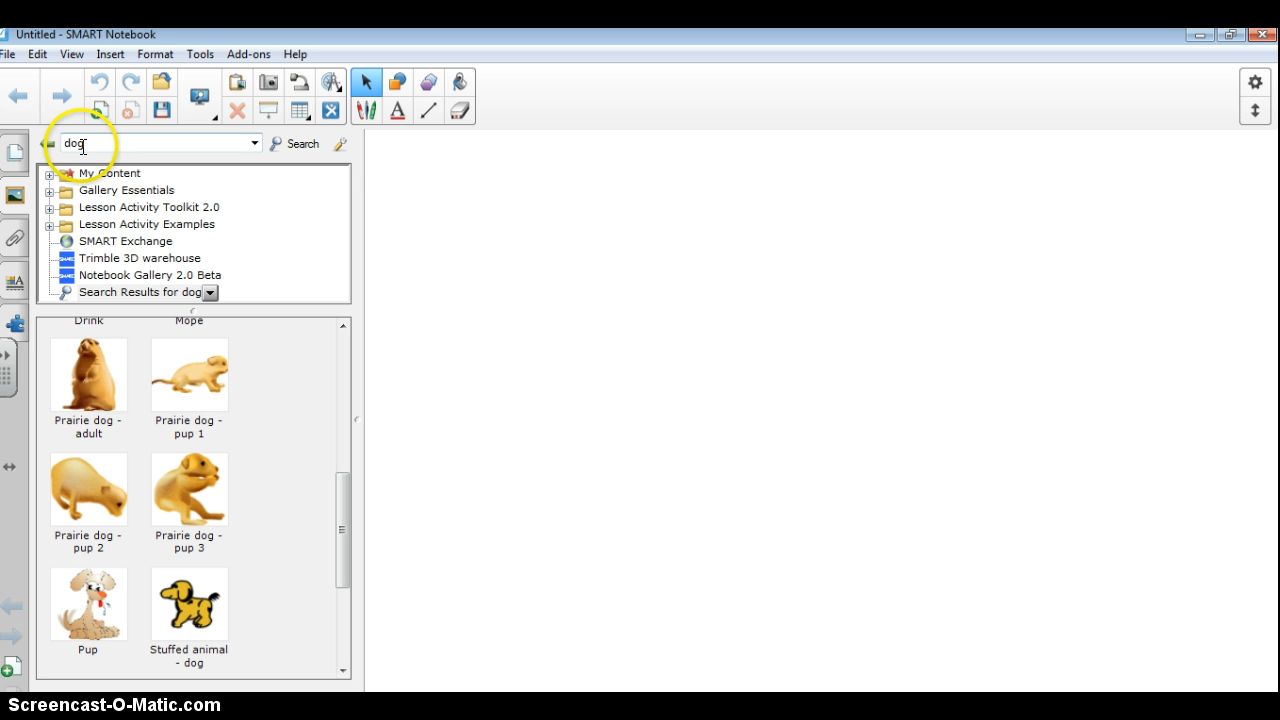 Untitled - SMART Notebook
File Edit View Insert Format Tools Add-ons Help
dog
Search
My Content
Gallery Essentials
Lesson Activity Toolkit 2.0
Lesson Activity Examples
SMART Exchange
Trimble 3D warehouse
Notebook Gallery 2.0 Beta
Search Results for dog
Drink Mope
Prairie dog - adult
Prairie dog - pup 1
Prairie dog - pup 2
Prairie dog - pup 3
Pup
Stuffed animal - dog
Screencast-O-Matic.com